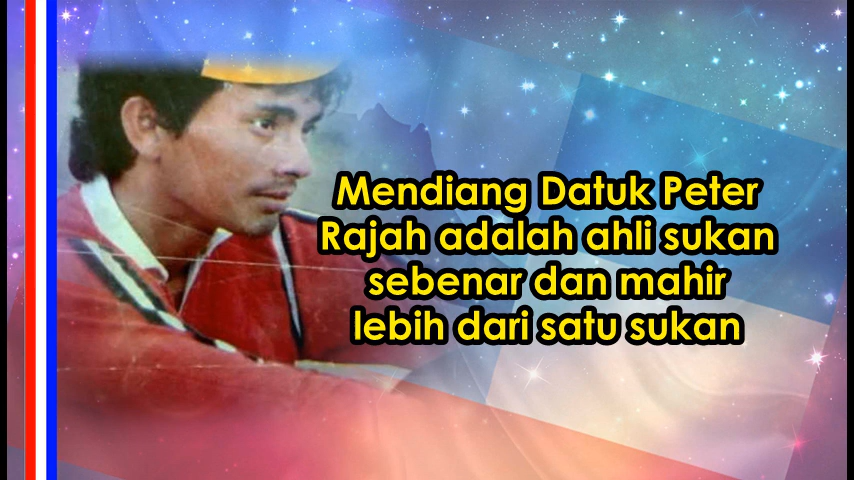 Mendiang Datuk Peter
Rajah adalah ahli sukan
sebenar dan mahir
lebih dari satu sukan